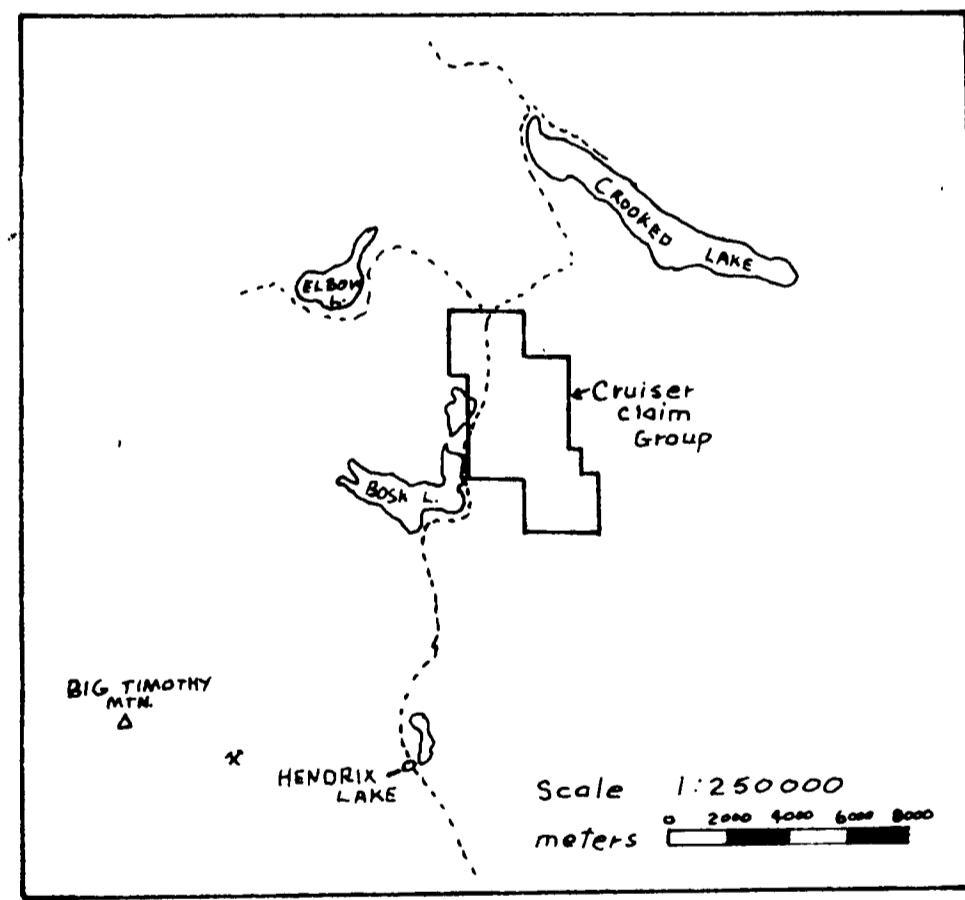 CROOKED LAKE
ELBOW
L.
Cruiser
claim
Group
BOSK L.
BIG TIMOTHY
MTN.
HENDRIX
LAKE
Scale 1:250000
0 2000 4000 6000 8000
meters